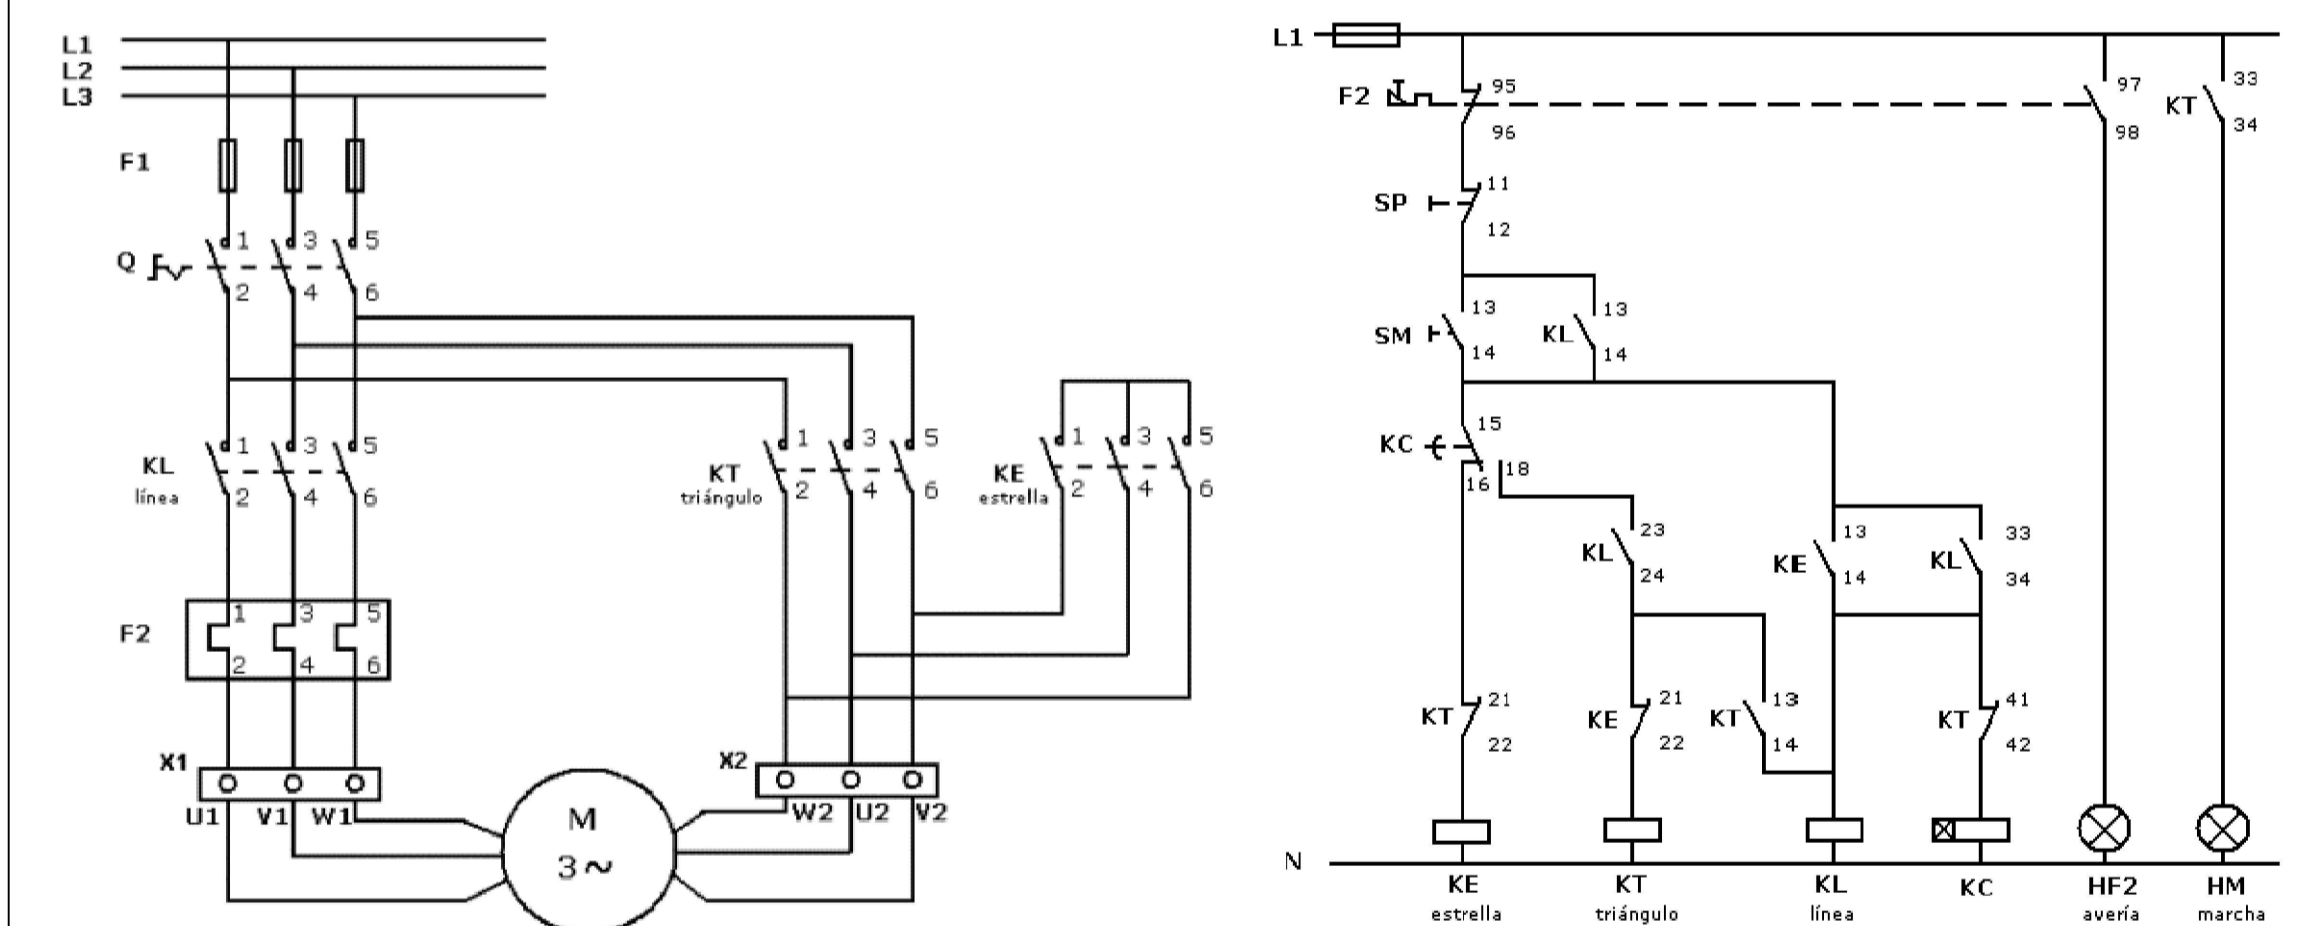 L1
L2
L3
F1
Q 1 3 5
2 4 6
KL 1 3 5
línea 2 4 6
KT 1 3 5
triángulo 2 4 6
KE 1 3 5
estrella 2 4 6
F2 1 3 5
2 4 6
X1
U1 V1 W1
M
3~
X2
W2 U2 V2
L1
F2 95
96
97
98
KT 33
34
SP 11
12
SM 13
14
KL 13
14
KC 15
16 18
KL 23
24
KE 13
14
KL 33
34
KT 21
22
KE 21
22
KT 13
14
KT 41
42
N
KE KT KL KC HF2 HM
estrella triángulo línea avería marcha